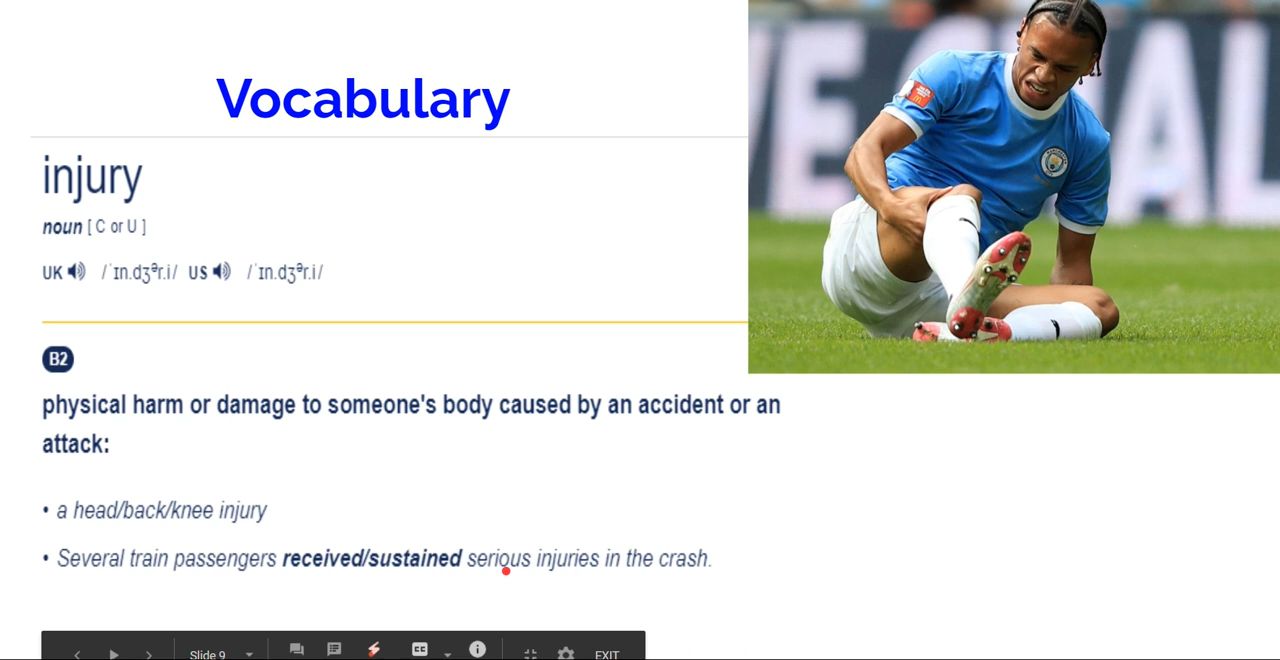 Vocabulary
injury
noun [ C or U ]
UK /ˈɪn.dʒᵊr.i/ US /ˈɪn.dʒᵊr.i/
B2
physical harm or damage to someone's body caused by an accident or an
attack:
• a head/back/knee injury
• Several train passengers received/sustained serious injuries in the crash.
Slide 9
CC
EXIT